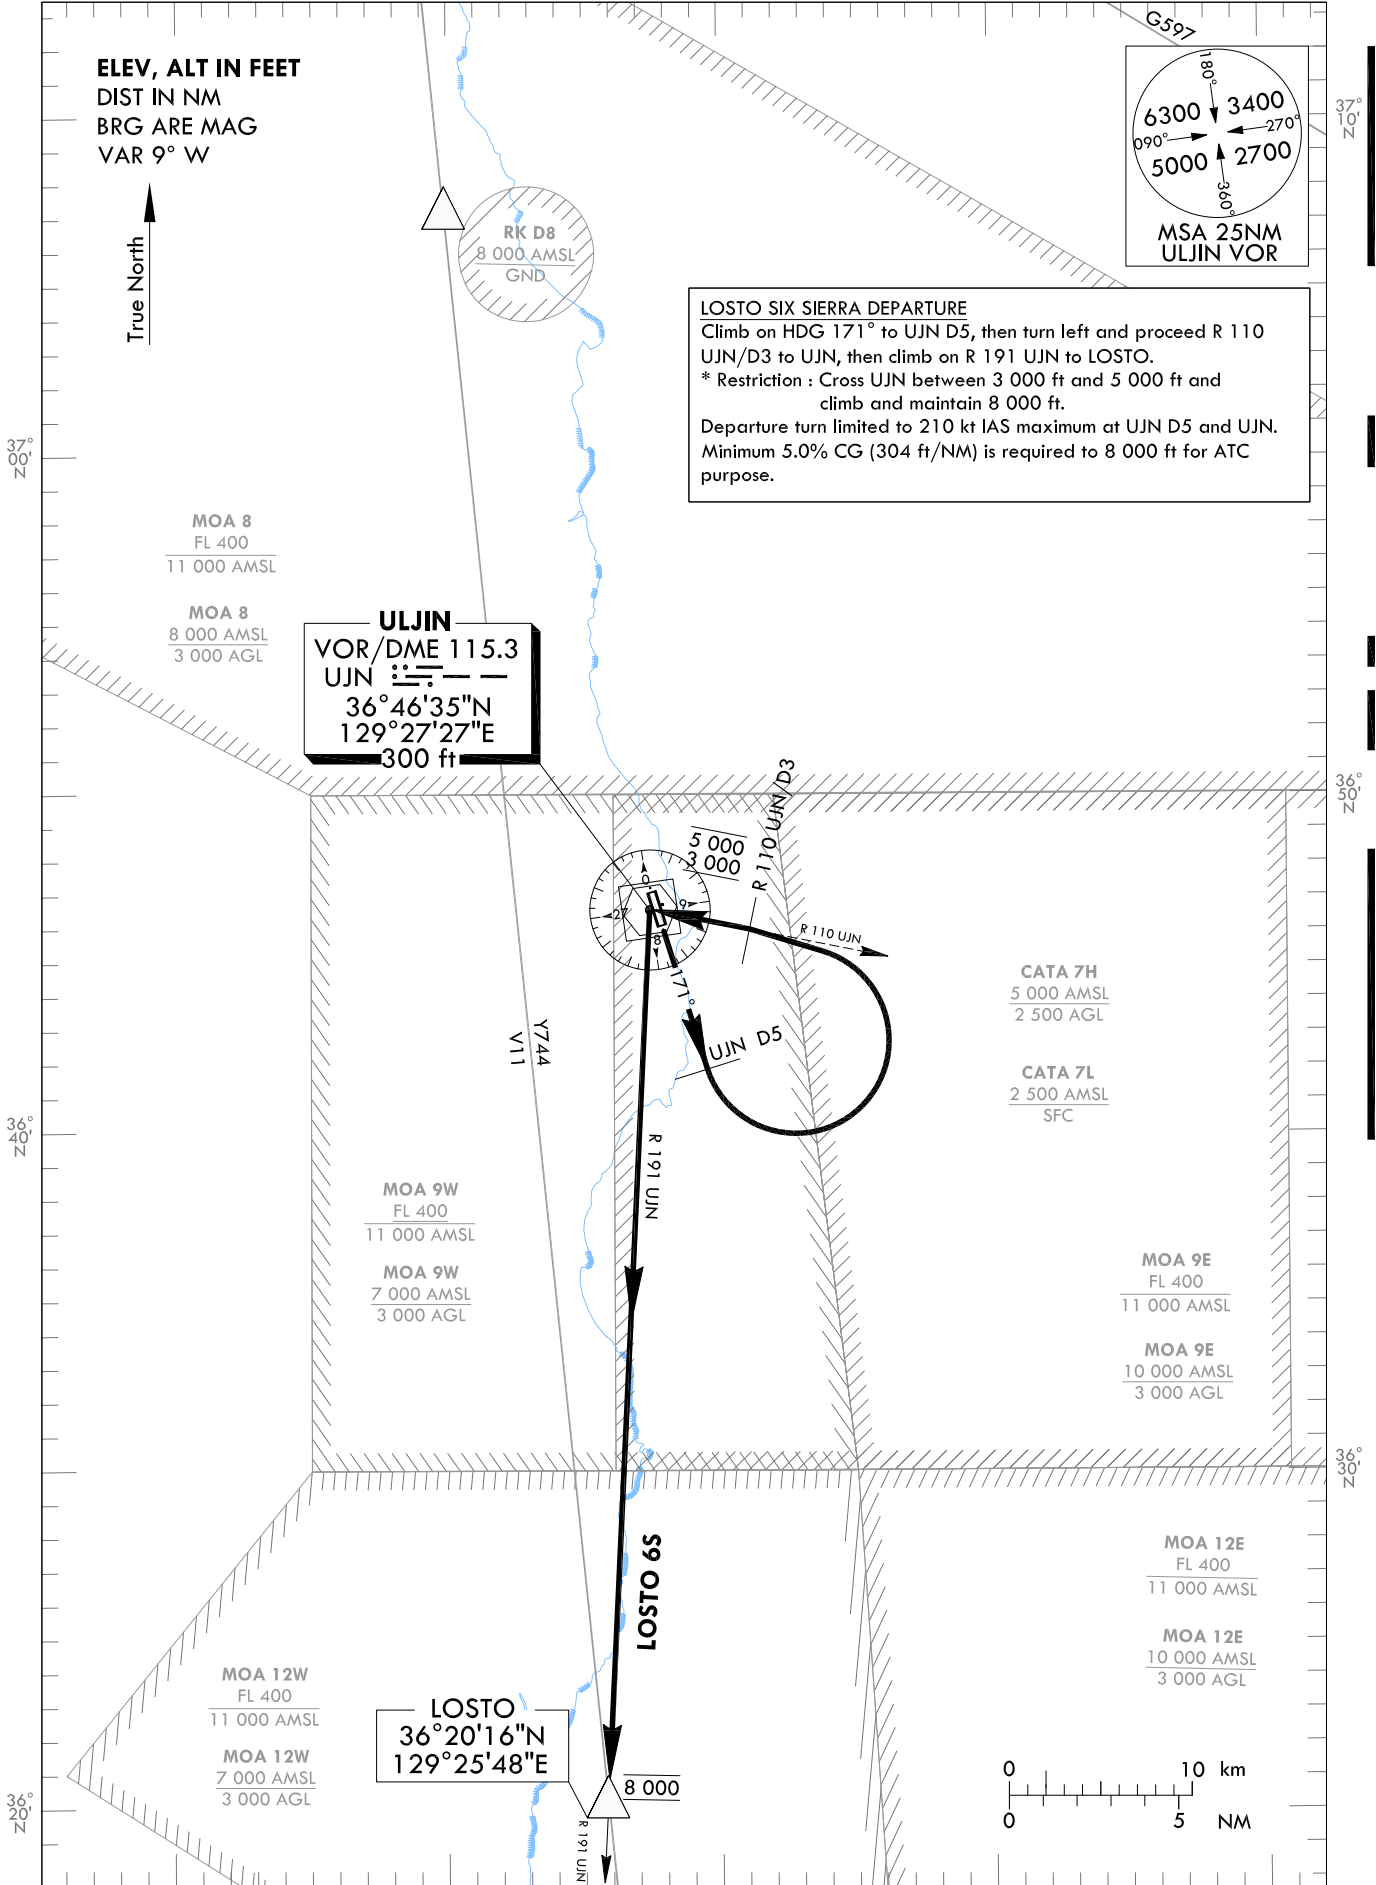 G597
ELEV, ALT IN FEET
DIST IN NM
BRG ARE MAG
VAR 9° W
True North
180°
6300
3400
090°
270°
5000
2700
360°
MSA 25NM
ULJIN VOR
37°
10'
N
RK D8
8 000 AMSL
GND
LOSTO SIX SIERRA DEPARTURE
Climb on HDG 171° to UJN D5, then turn left and proceed R 110
UJN/D3 to UJN, then climb on R 191 UJN to LOSTO.
* Restriction : Cross UJN between 3 000 ft and 5 000 ft and
climb and maintain 8 000 ft.
Departure turn limited to 210 kt IAS maximum at UJN D5 and UJN.
Minimum 5.0% CG (304 ft/NM) is required to 8 000 ft for ATC
purpose.
37°
00'
N
MOA 8
FL 400
11 000 AMSL
MOA 8
8 000 AMSL
3 000 AGL
ULJIN
VOR/DME 115.3
UJN
36°46'35"N
129°27'27"E
300 ft
36°
50'
N
R 110 UJN/D3
5 000
3 000
0
9
27
8
R 110 UJN
171°
UJN D5
CATA 7H
5 000 AMSL
2 500 AGL
CATA 7L
2 500 AMSL
SFC
Y744
V11
36°
40'
N
R 191 UJN
MOA 9W
FL 400
11 000 AMSL
MOA 9W
7 000 AMSL
3 000 AGL
MOA 9E
FL 400
11 000 AMSL
MOA 9E
10 000 AMSL
3 000 AGL
36°
30'
N
LOSTO 6S
MOA 12E
FL 400
11 000 AMSL
MOA 12E
10 000 AMSL
3 000 AGL
MOA 12W
FL 400
11 000 AMSL
MOA 12W
7 000 AMSL
3 000 AGL
LOSTO
36°20'16"N
129°25'48"E
8 000
R 191 UJN
36°
20'
N
0 10 km
0 5 NM